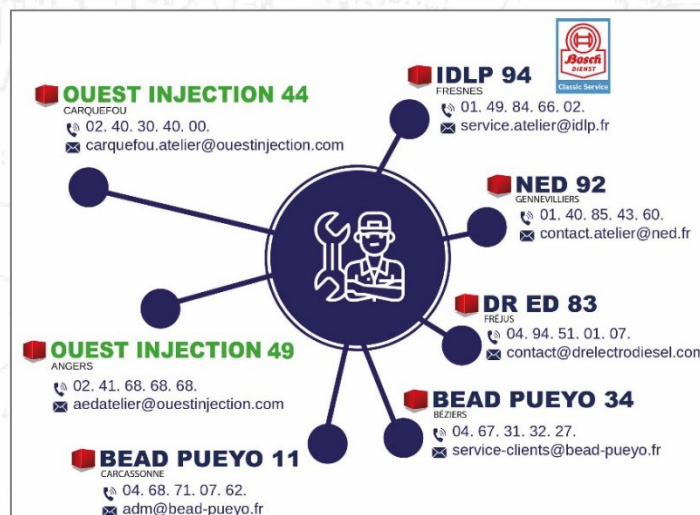 OUEST INJECTION 44
CARQUEFOU
02. 40. 30. 40. 00.
carquefou.atelier@ouestinjection.com
IDLP 94
FRESNES
01. 49. 84. 66. 02.
service.atelier@idlp.fr
Bosch
DIENST
Classic Service
NED 92
GENNEVILLIERS
01. 40. 85. 43. 60.
contact.atelier@ned.fr
DR ED 83
FRÉJUS
04. 94. 51. 01. 07.
contact@drelectrodiesel.com
OUEST INJECTION 49
ANGERS
02. 41. 68. 68. 68.
aedatelier@ouestinjection.com
BEAD PUEYO 34
BÉZIERS
04. 67. 31. 32. 27.
service-clients@bead-pueyo.fr
BEAD PUEYO 11
CARCASSONNE
04. 68. 71. 07. 62.
adm@bead-pueyo.fr